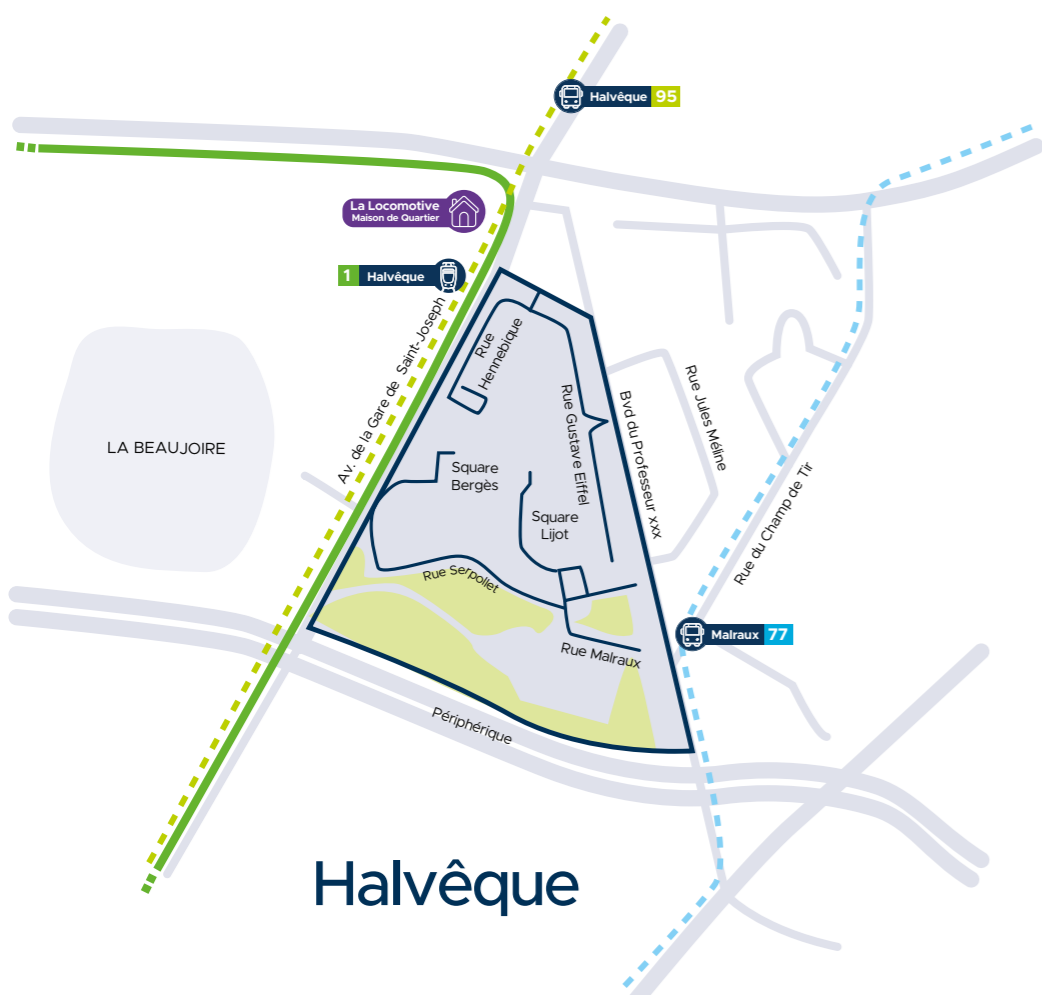 Halvêque 95
La Locomotive
Maison de Quartier
1 Halvêque
Av. de la Gare de Saint-Joseph
Rue
Hennebique
Rue Gustave Eiffel
Bvd du Professeur xxx
Rue Jules Méline
Rue du Champ de Tir
LA BEAUJOIRE
Square
Bergès
Square
Lijot
Rue Serpollet
Rue Malraux
Malraux 77
Périphérique
Halvêque